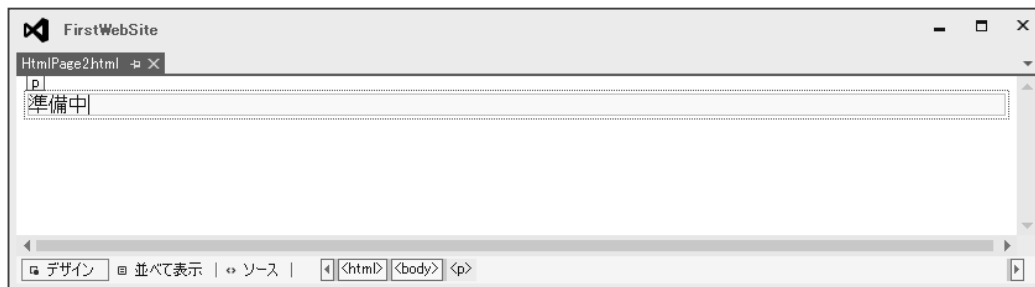 FirstWebSite
HtmlPage2.html
p
準備中
デザイン 並べて表示 | ソース | <html> <body> <p>